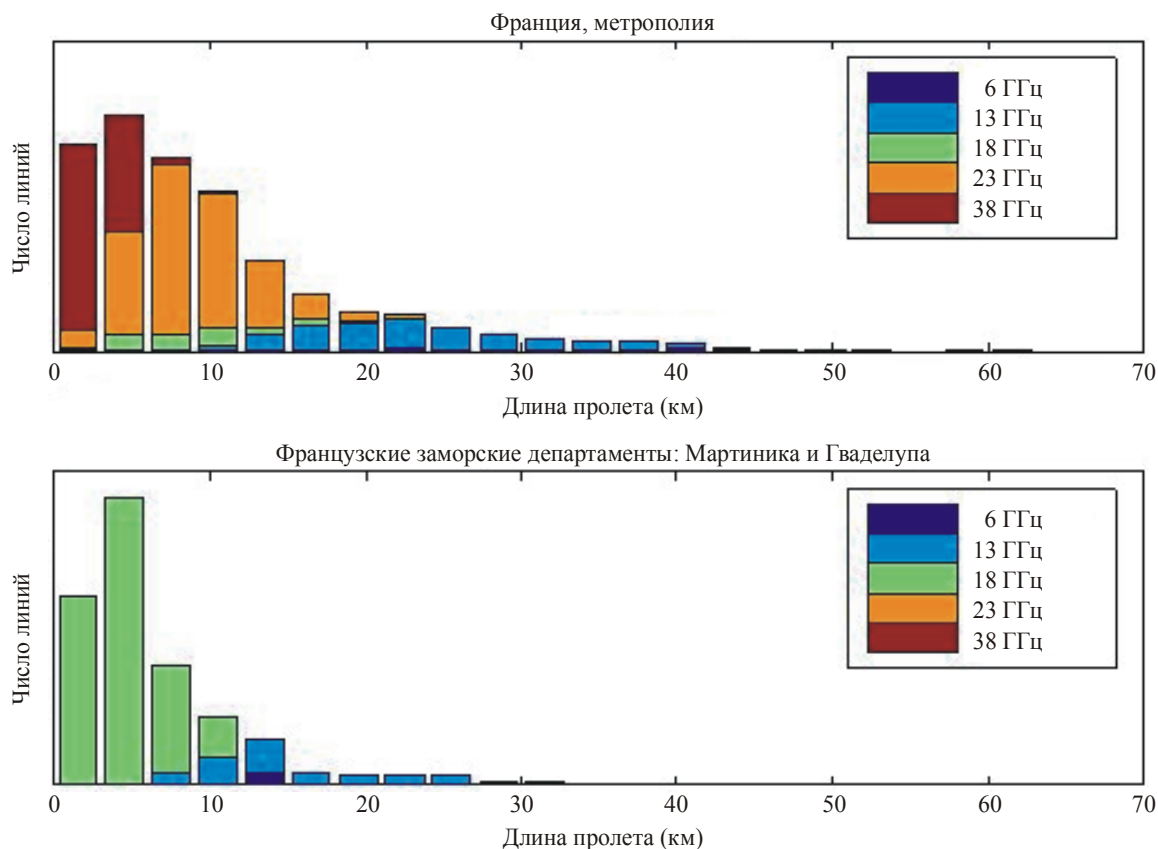 Франция, метрополия
Число линий
6 ГГц
13 ГГц
18 ГГц
23 ГГц
38 ГГц
0 10 20 30 40 50 60 70
Длина пролета (км)
Французские заморские департаменты: Мартиника и Гваделупа
Число линий
6 ГГц
13 ГГц
18 ГГц
23 ГГц
38 ГГц
0 10 20 30 40 50 60 70
Длина пролета (км)